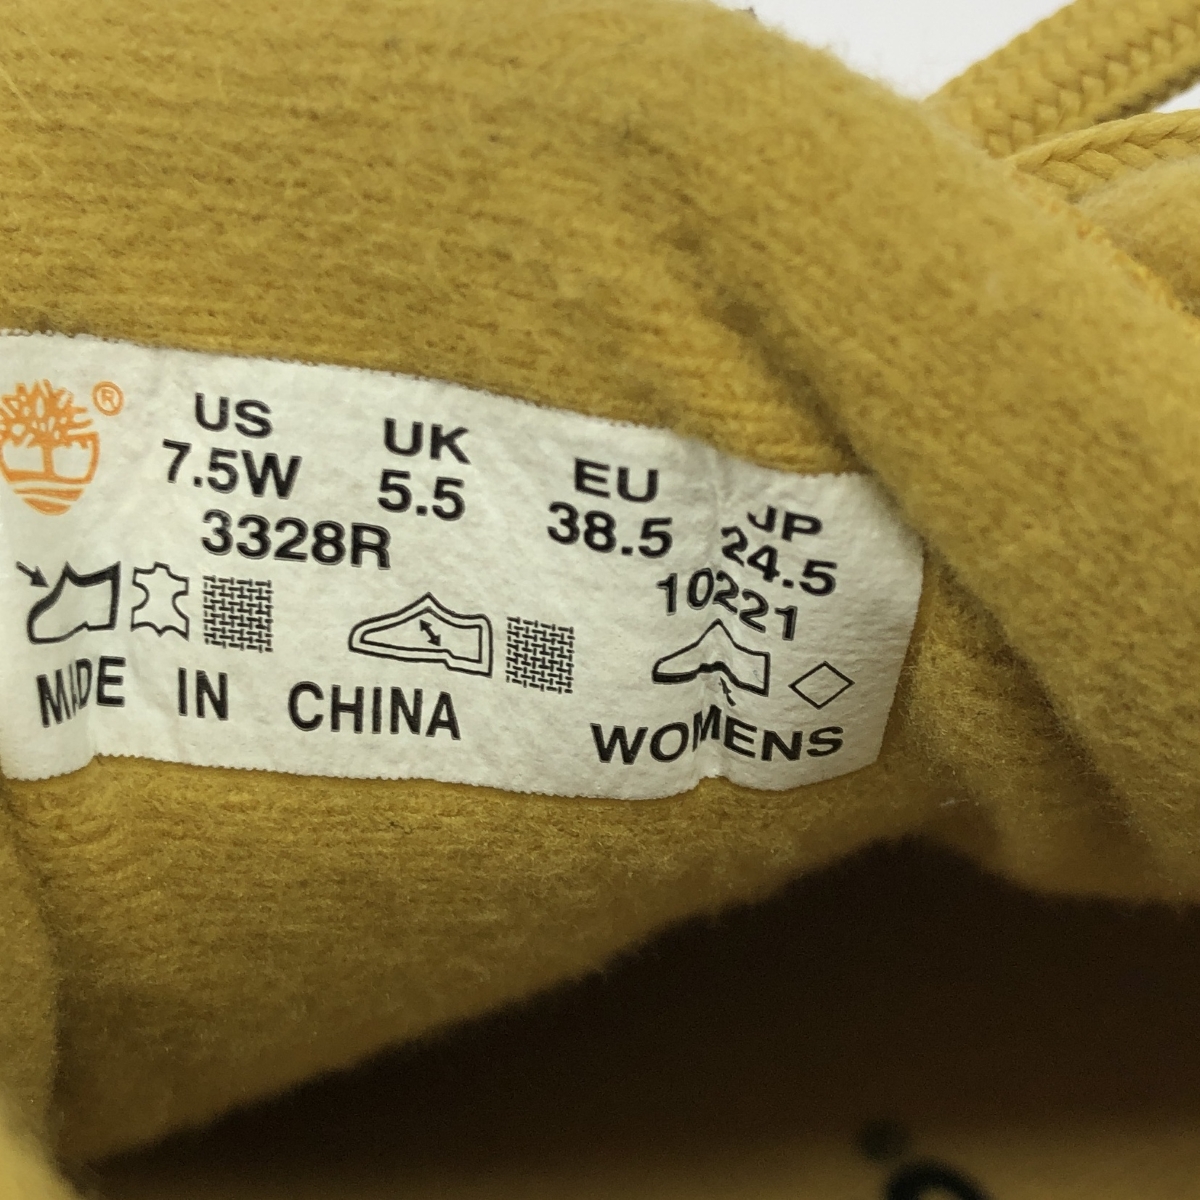 ®
US UK EU JP
7.5W 5.5 38.5 24.5
3328R 10221
MADE IN CHINA WOMENS